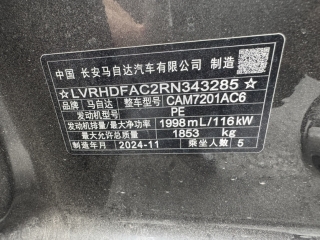 中国 长安马自达汽车有限公司 制造
☆LVRHDFAC2RN343285☆
品牌 马自达 整车型号 CAM7201AC6
发动机型号 PE
发动机排量/最大净功率 1998mL/116kW
最大允许总质量 1853 kg
制造年月 2024-11 乘坐人数 5